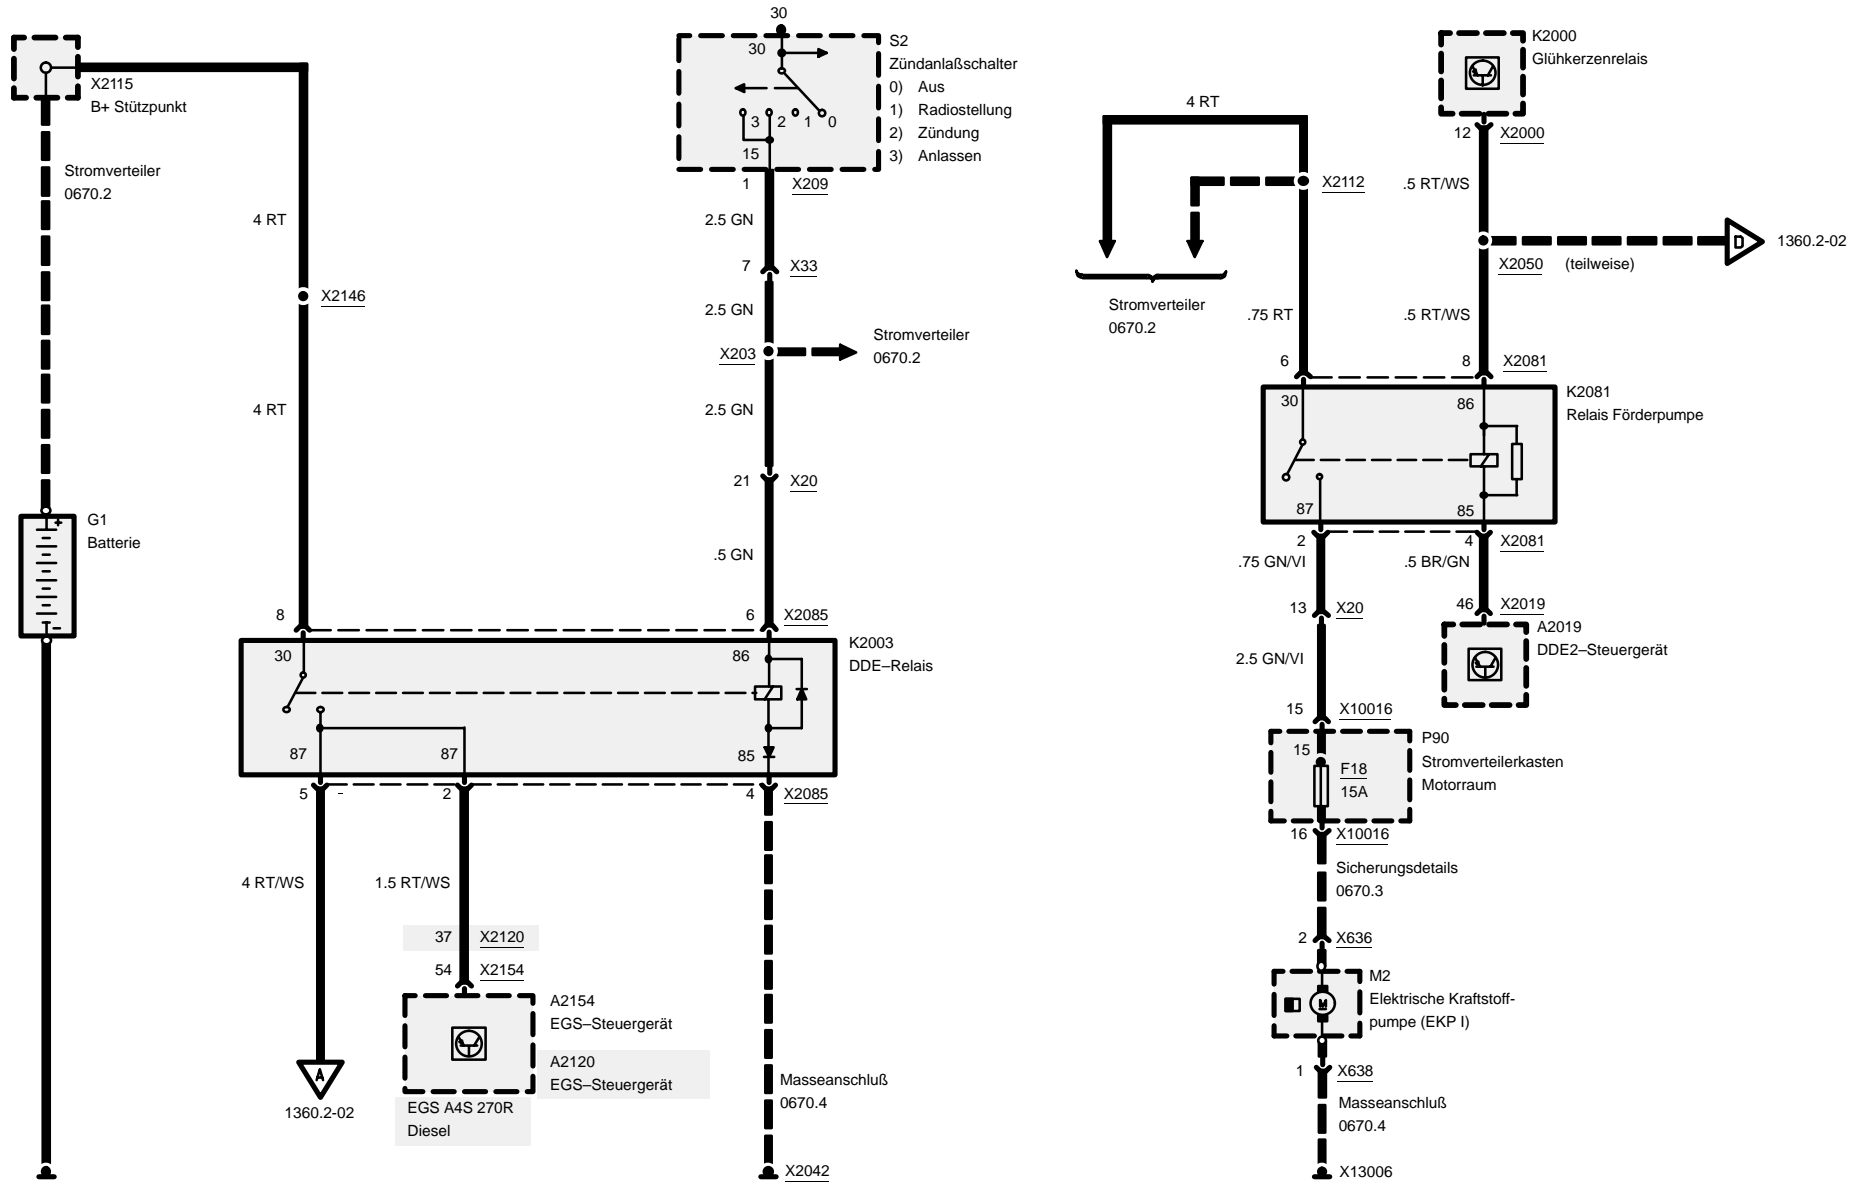 X2115
B+ Stützpunkt
Stromverteiler
0670.2
4 RT
X2146
4 RT
G1
Batterie
+
–
30
30
3
2
1
0
15
S2
Zündanlaßschalter
0) Aus
1) Radiostellung
2) Zündung
3) Anlassen
1 X209
2.5 GN
7 X33
2.5 GN
X203
Stromverteiler
0670.2
2.5 GN
21 X20
.5 GN
8
6 X2085
K2003
DDE–Relais
30
86
87
87
85
5 -
2
4 X2085
4 RT/WS
1.5 RT/WS
37 X2120
54 X2154
A2154
EGS–Steuergerät
A2120
EGS–Steuergerät
EGS A4S 270R
Diesel
A
1360.2-02
Masseanschluß
0670.4
X2042
4 RT
X2112
Stromverteiler
0670.2
.75 RT
K2000
Glühkerzenrelais
12 X2000
.5 RT/WS
X2050
(teilweise)
D
1360.2-02
.5 RT/WS
6
8 X2081
K2081
Relais Förderpumpe
30
86
87
85
2
4 X2081
.75 GN/VI
.5 BR/GN
13 X20
46 X2019
A2019
DDE2–Steuergerät
2.5 GN/VI
15 X10016
P90
Stromverteilerkasten
Motorraum
15
F18
15A
16 X10016
Sicherungsdetails
0670.3
2 X636
M2
Elektrische Kraftstoff-
pumpe (EKP I)
M
1 X638
Masseanschluß
0670.4
X13006